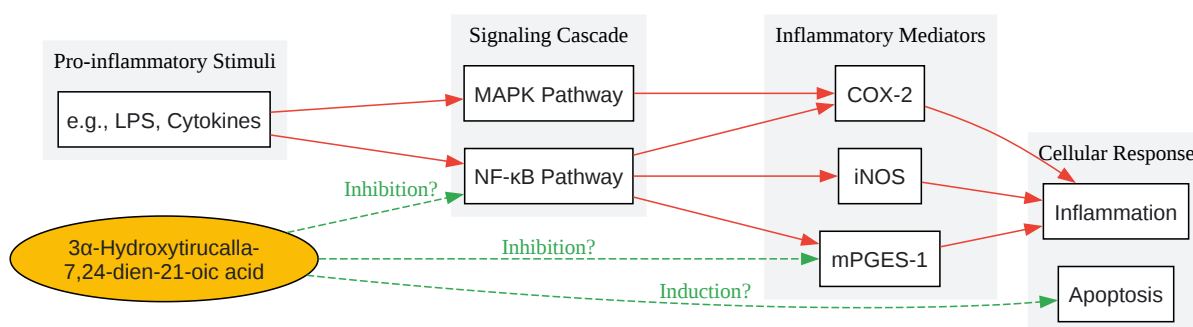 Pro-inflammatory Stimuli
e.g., LPS, Cytokines
Signaling Cascade
MAPK Pathway
NF-κB Pathway
Inflammatory Mediators
COX-2
iNOS
mPGES-1
Cellular Response
Inflammation
Apoptosis
3α-Hydroxytirucalla-
7,24-dien-21-oic acid
Inhibition?
Inhibition?
Induction?